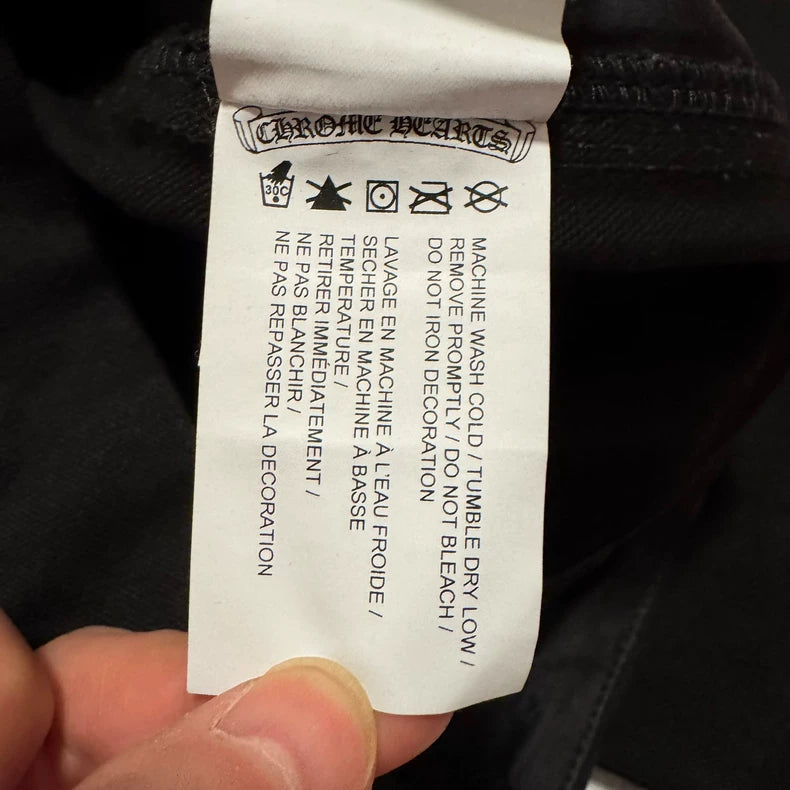 CHROME HEARTS
30C
MACHINE WASH COLD / TUMBLE DRY LOW /
REMOVE PROMPTLY / DO NOT BLEACH /
DO NOT IRON DECORATION
LAVAGE EN MACHINE À L'EAU FROIDE /
SECHER EN MACHINE À BASSE
TEMPERATURE /
RETIRER IMMÉDIATEMENT /
NE PAS BLANCHIR /
NE PAS REPASSER LA DECORATION